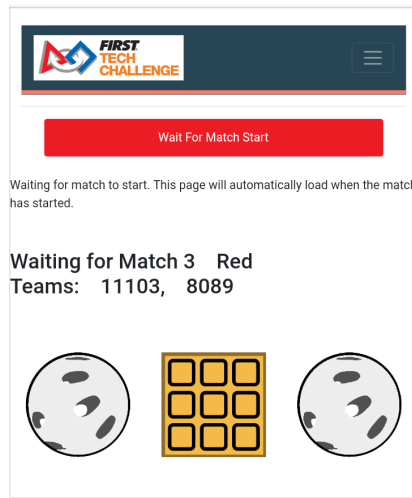 FIRST
TECH
CHALLENGE
Wait For Match Start
Waiting for match to start. This page will automatically load when the match
has started.
Waiting for Match 3 Red
Teams: 11103, 8089